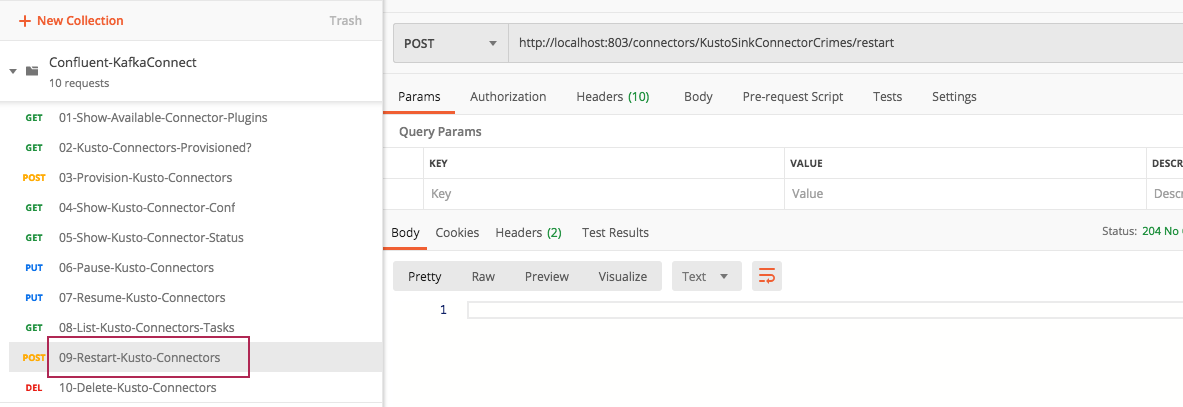 + New Collection
Trash
Confluent-KafkaConnect
10 requests
GET 01-Show-Available-Connector-Plugins
GET 02-Kusto-Connectors-Provisioned?
POST 03-Provision-Kusto-Connectors
GET 04-Show-Kusto-Connector-Conf
GET 05-Show-Kusto-Connector-Status
PUT 06-Pause-Kusto-Connectors
PUT 07-Resume-Kusto-Connectors
GET 08-List-Kusto-Connectors-Tasks
POST 09-Restart-Kusto-Connectors
DEL 10-Delete-Kusto-Connectors
POST http://localhost:803/connectors/KustoSinkConnectorCrimes/restart
Params Authorization Headers (10) Body Pre-request Script Tests Settings
Query Params
KEY VALUE DESCR
Key Value Descr
Body Cookies Headers (2) Test Results Status: 204 No
Pretty Raw Preview Visualize Text
1